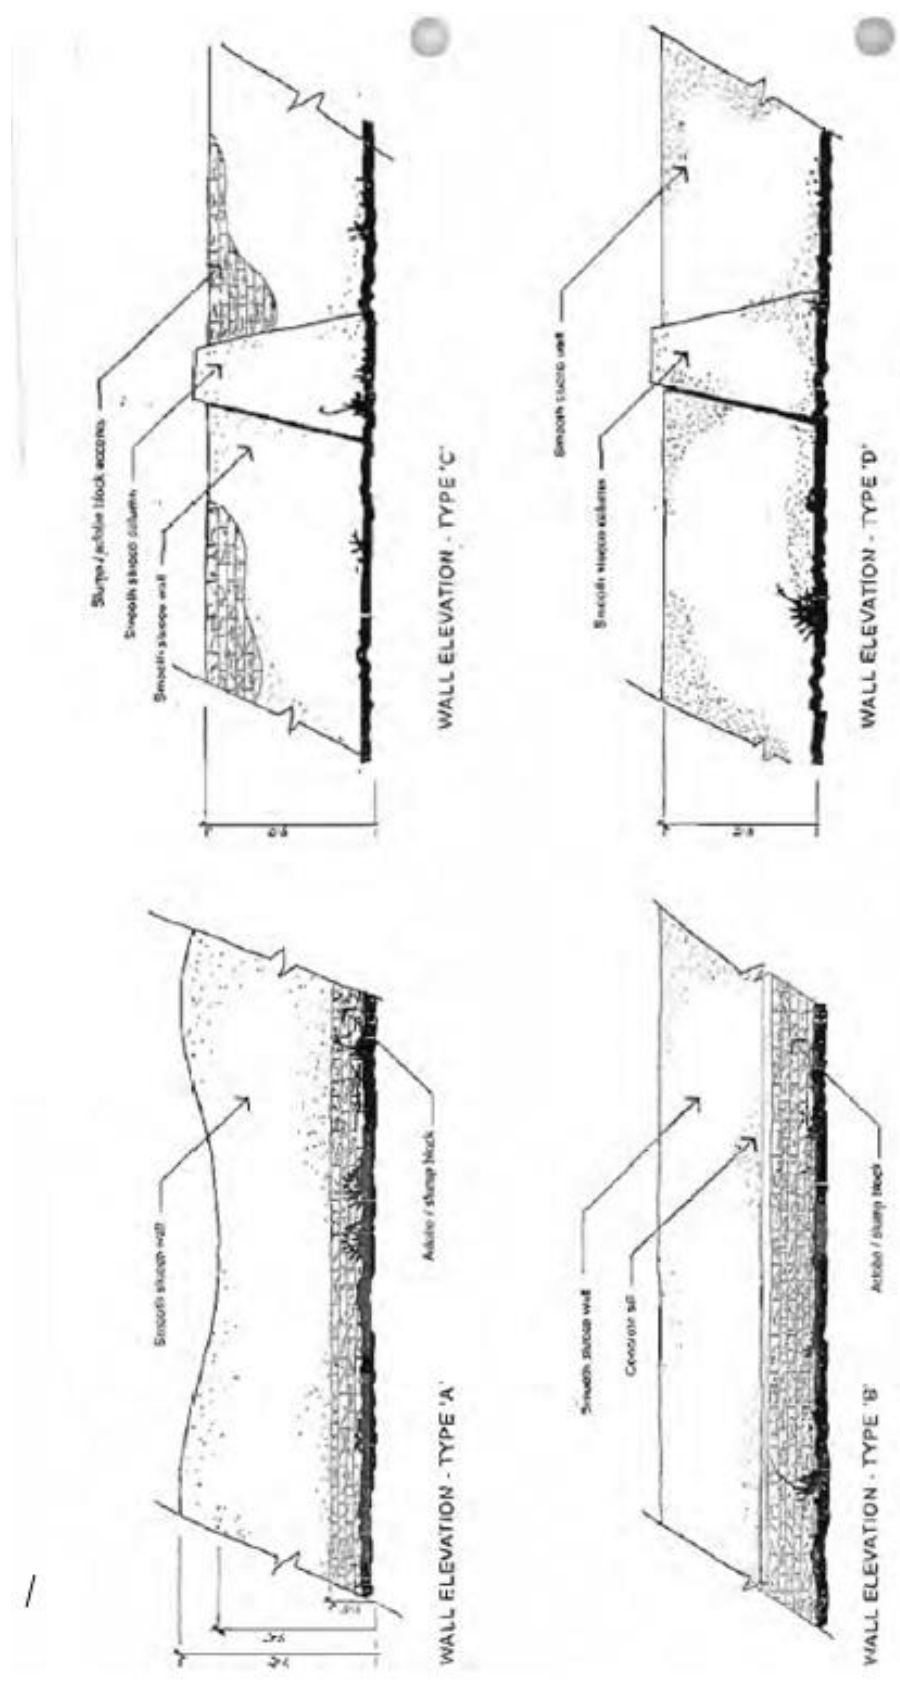 Slump / adobe block accents
Smooth stucco column
Smooth stucco wall
WALL ELEVATION - TYPE 'C'
Smooth stucco wall
Smooth stucco column
WALL ELEVATION - TYPE 'D'
Smooth stucco wall
Adobe / slump block
WALL ELEVATION - TYPE 'A'
Smooth stucco wall
Concrete sill
Adobe / slump block
WALL ELEVATION - TYPE 'B'